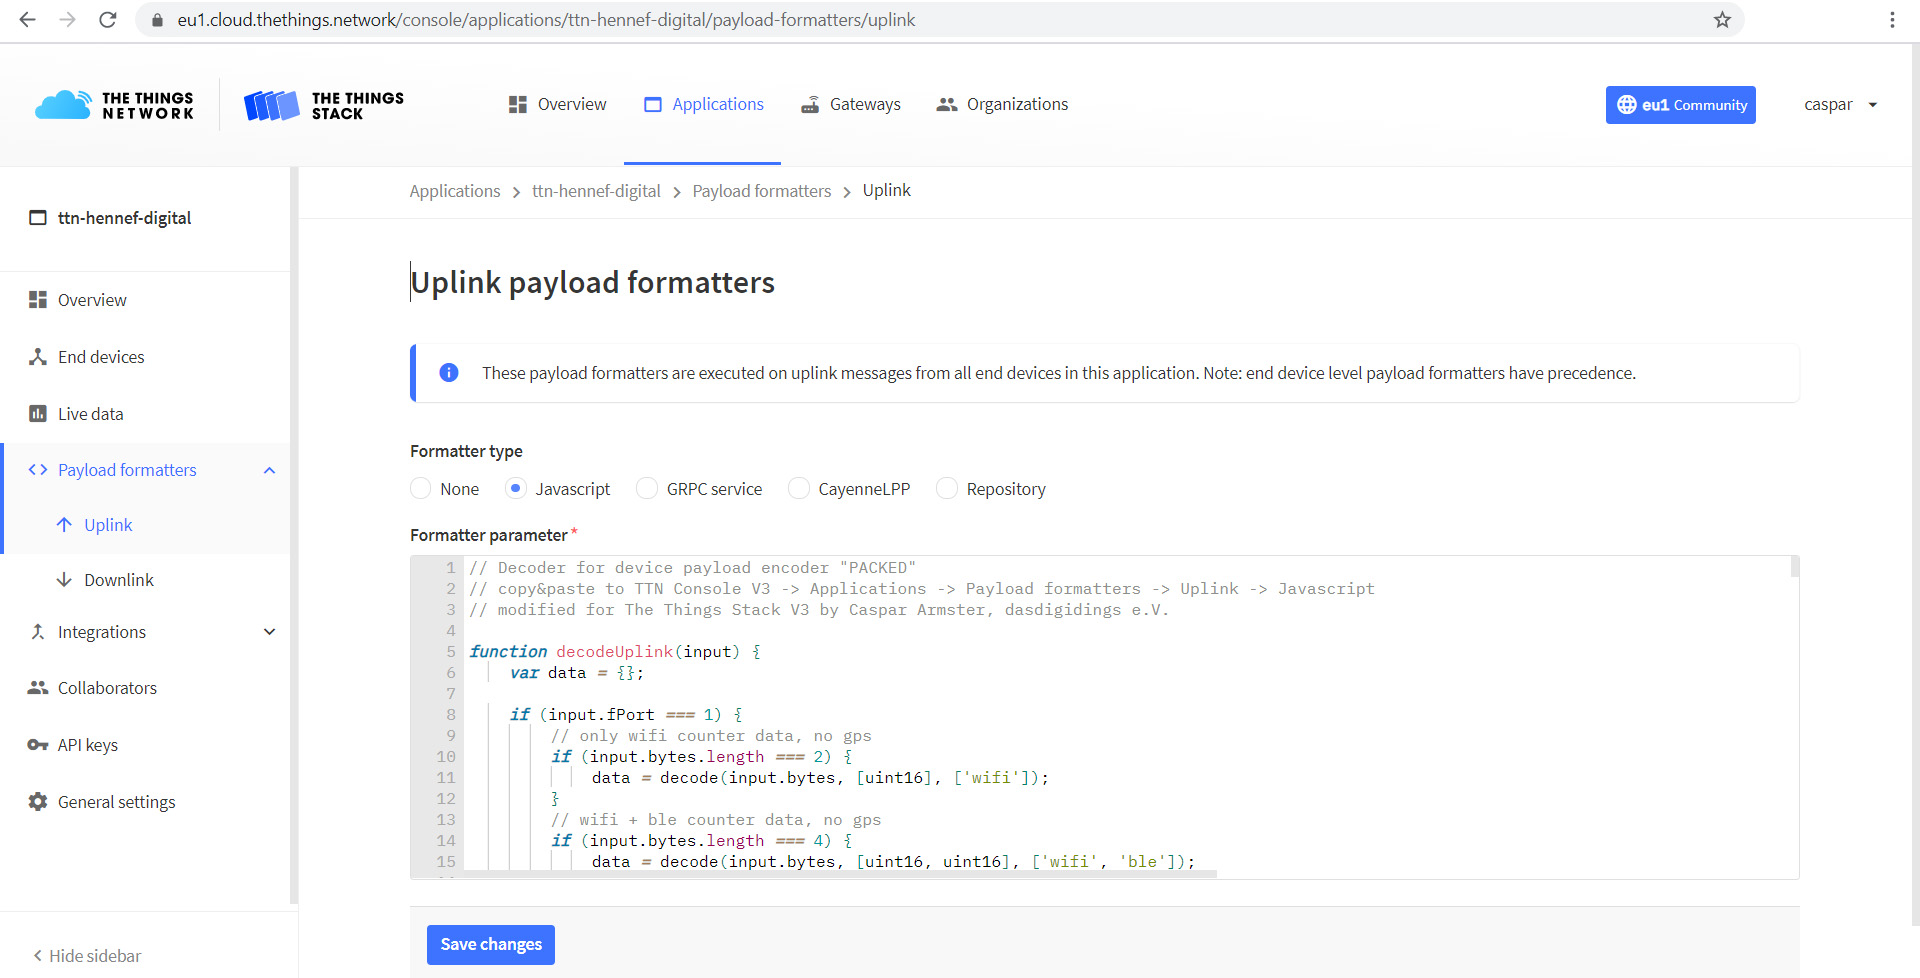 eu1.cloud.thethings.network/console/applications/ttn-hennef-digital/payload-formatters/uplink
THE THINGS NETWORK
THE THINGS STACK
Overview
Applications
Gateways
Organizations
eu1 Community
caspar
Applications > ttn-hennef-digital > Payload formatters > Uplink
ttn-hennef-digital
Overview
End devices
Live data
Payload formatters
Uplink
Downlink
Integrations
Collaborators
API keys
General settings
Hide sidebar
Uplink payload formatters
These payload formatters are executed on uplink messages from all end devices in this application. Note: end device level payload formatters have precedence.
Formatter type
None
Javascript
GRPC service
CayenneLPP
Repository
Formatter parameter *
1 // Decoder for device payload encoder "PACKED"
2 // copy&paste to TTN Console V3 -> Applications -> Payload formatters -> Uplink -> Javascript
3 // modified for The Things Stack V3 by Caspar Armster, dasdigidings e.V.
4
5 function decodeUplink(input) {
6 var data = {};
7
8 if (input.fPort === 1) {
9 // only wifi counter data, no gps
10 if (input.bytes.length === 2) {
11 data = decode(input.bytes, [uint16], ['wifi']);
12 }
13 // wifi + ble counter data, no gps
14 if (input.bytes.length === 4) {
15 data = decode(input.bytes, [uint16, uint16], ['wifi', 'ble']);
Save changes